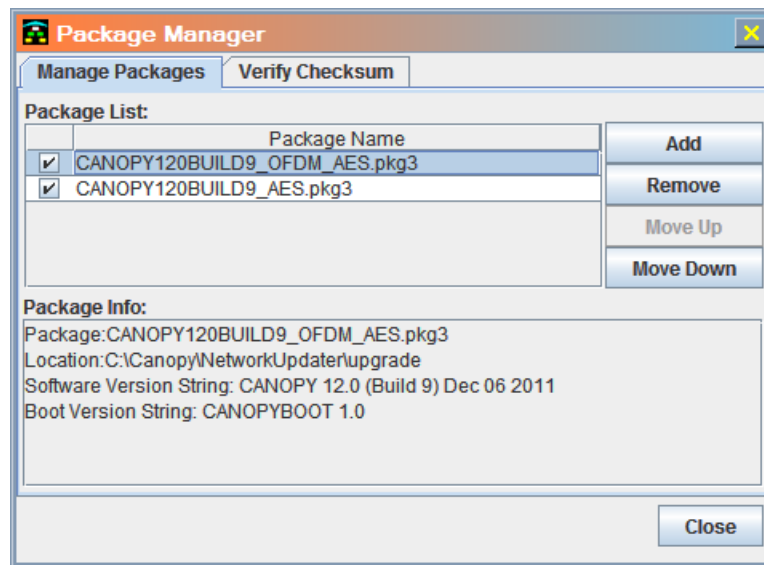 Package Manager
Manage Packages Verify Checksum
Package List:
Package Name
CANOPY120BUILD9_OFDM_AES.pkg3
CANOPY120BUILD9_AES.pkg3
Add
Remove
Move Up
Move Down
Package Info:
Package:CANOPY120BUILD9_OFDM_AES.pkg3
Location:C:\Canopy\NetworkUpdater\upgrade
Software Version String: CANOPY 12.0 (Build 9) Dec 06 2011
Boot Version String: CANOPYBOOT 1.0
Close